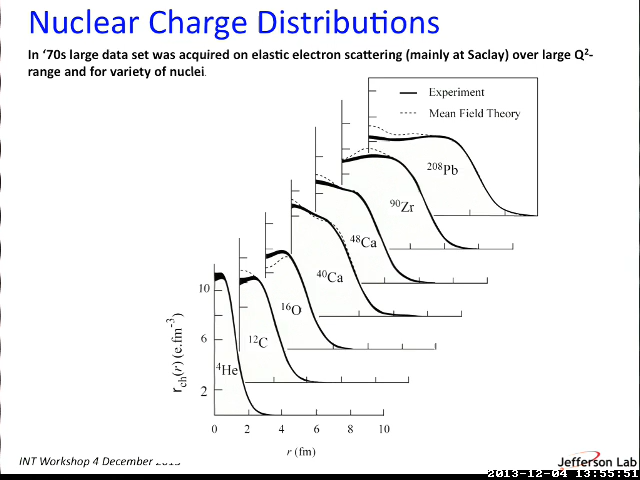 Nuclear Charge Distributions
In ‘70s large data set was acquired on elastic electron scattering (mainly at Saclay) over large Q²-
range and for variety of nuclei.
Experiment
Mean Field Theory
²⁰⁸Pb
⁹⁰Zr
⁴⁸Ca
⁴⁰Ca
¹⁶O
¹²C
⁴He
r_ch(r) (e.fm⁻³)
10
6
2
0 2 4 6 8 10
r (fm)
INT Workshop 4 December
Jefferson Lab
2013-12-04 13:55:51